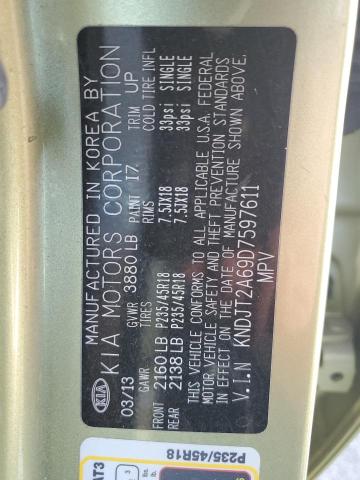 MANUFACTURED IN KOREA BY
KIA MOTORS CORPORATION
KIA
03/13 GVWR 3880 LB PAINT 17 TRIM UP
GAWR TIRES RIMS COLD TIRE INFL
FRONT 2160 LB P235/45R18 7.5JX18 33psi SINGLE
REAR 2138 LB P235/45R18 7.5JX18 33psi SINGLE
THIS VEHICLE CONFORMS TO ALL APPLICABLE U.S.A. FEDERAL
MOTOR VEHICLE SAFETY AND THEFT PREVENTION STANDARDS
IN EFFECT ON THE DATE OF MANUFACTURE SHOWN ABOVE.
V.I.N KNDJT2A69D7597611
MPV
P235/45R18